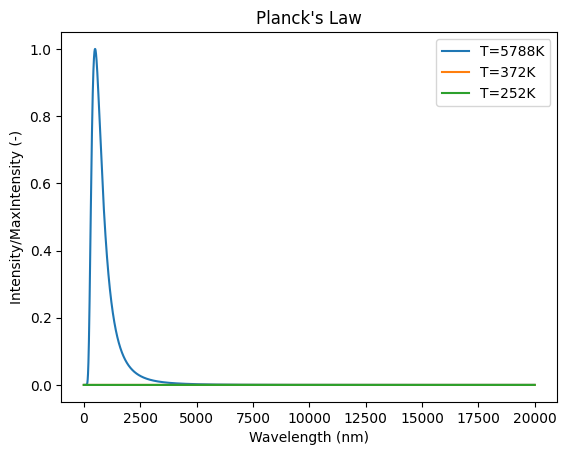 Planck's Law
T=5788K
T=372K
T=252K
Intensity/MaxIntensity (-)
1.0
0.8
0.6
0.4
0.2
0.0
0 2500 5000 7500 10000 12500 15000 17500 20000
Wavelength (nm)